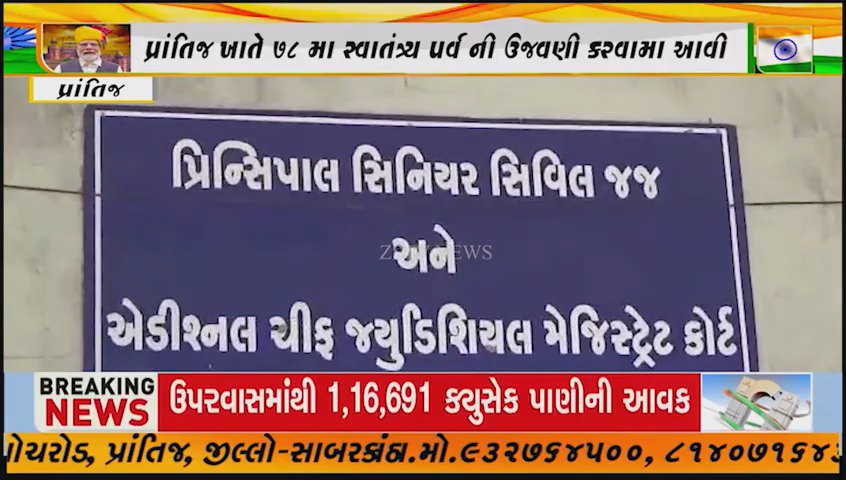 પ્રાંતિજ ખાતે ૭૮ મા સ્વાતંત્ર્ય પર્વ ની ઉજવણી કરવામા આવી
પ્રાંતિજ
પ્રિન્સિપાલ સિનિયર સિવિલ જજ
અને
એડીશ્નલ ચીફ જ્યુડિશિયલ મેજિસ્ટ્રેટ કોર્ટ
BREAKING NEWS
ઉપરવાસમાંથી 1,16,691 ક્યુસેક પાણીની આવક
પ્રાંતિજ, જીલ્લો-સાબરકાંઠા.મો.૯૩૨૭૬૪૫૦૦,